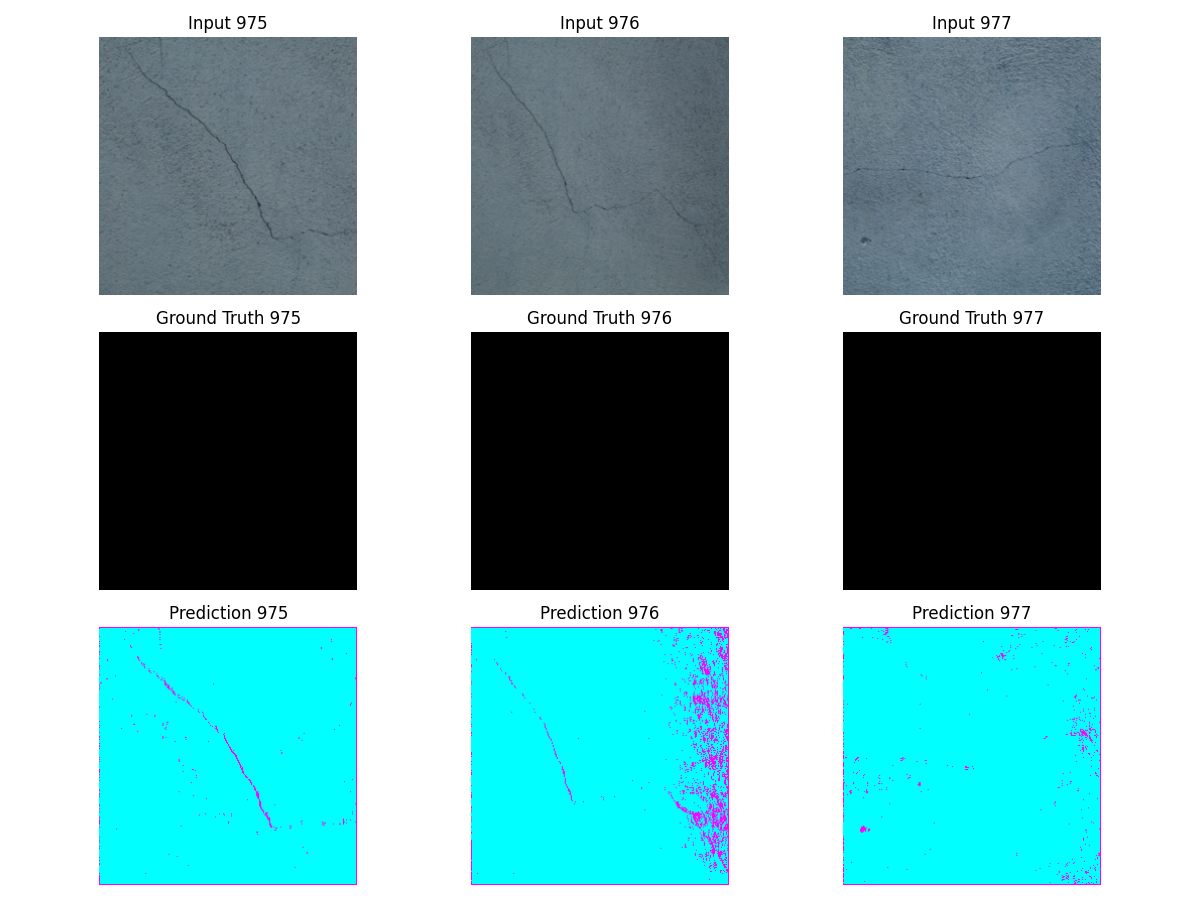 Input 975
Input 976
Input 977
Ground Truth 975
Ground Truth 976
Ground Truth 977
Prediction 975
Prediction 976
Prediction 977